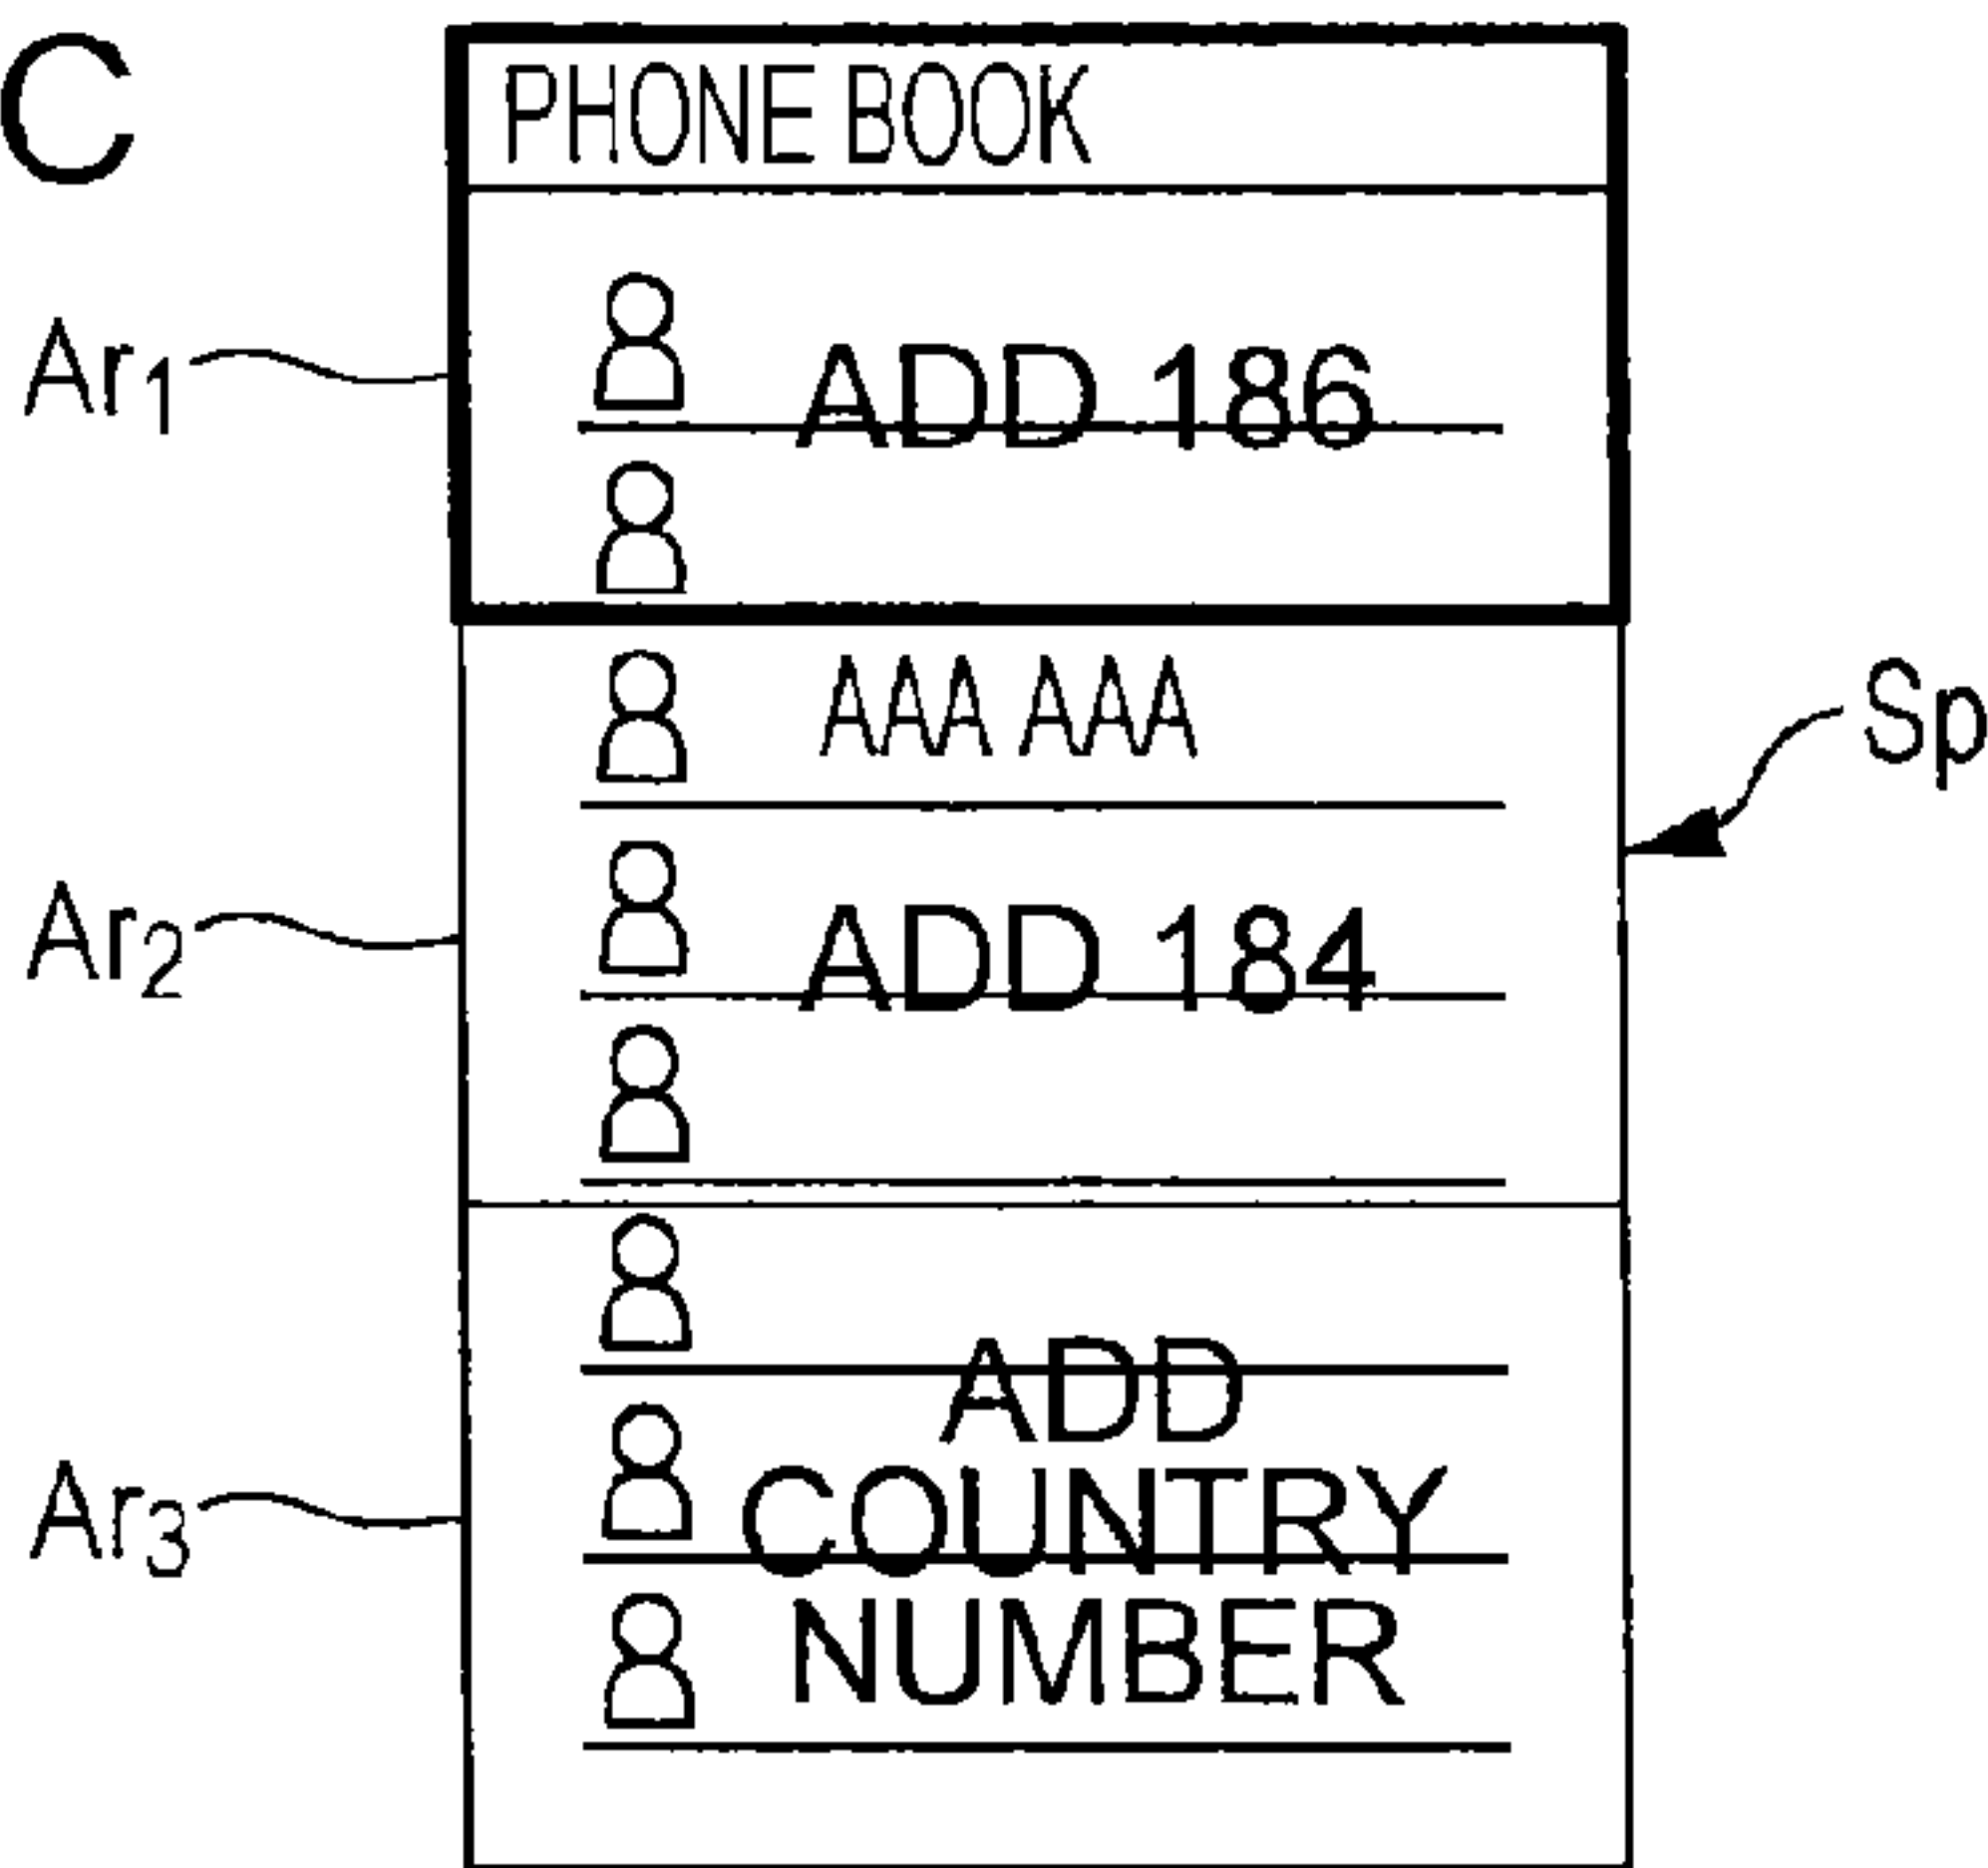 C
PHONE BOOK
Ar1
ADD 186
AAA AAA
Sp
Ar2
ADD 184
Ar3
ADD
COUNTRY
NUMBER